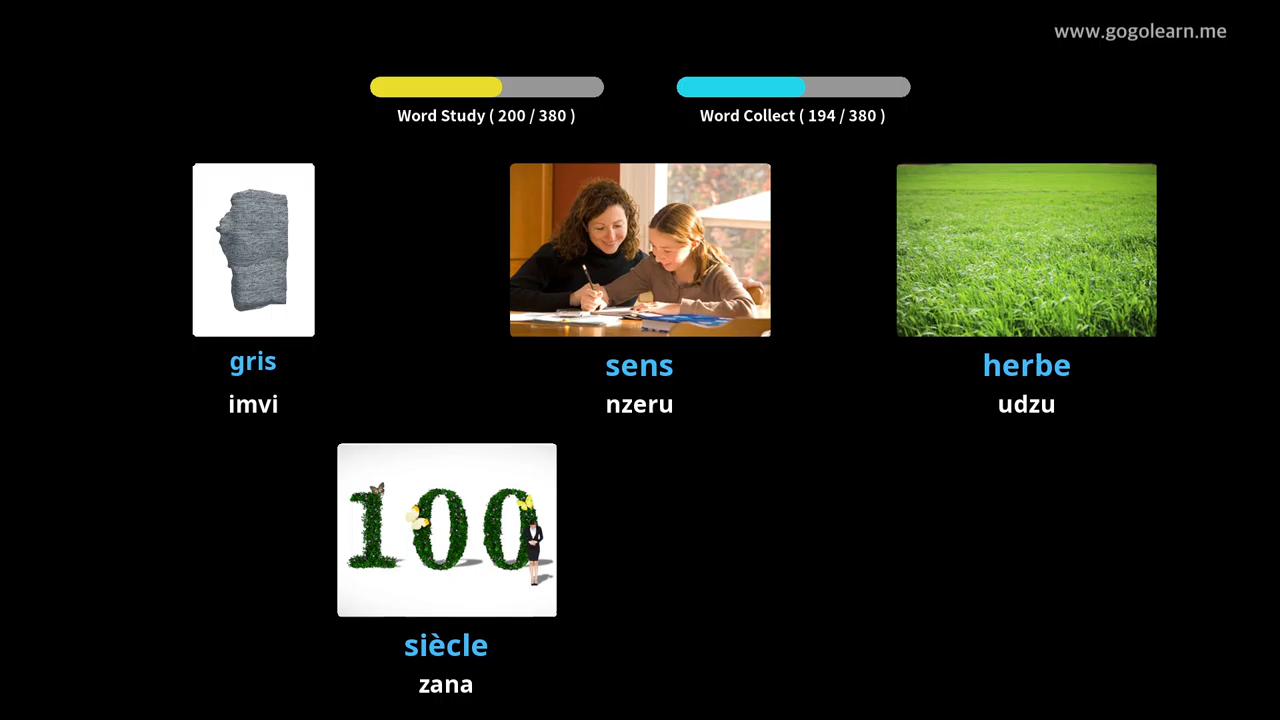 www.gogolearn.me
Word Study ( 200 / 380 )
Word Collect ( 194 / 380 )
gris
imvi
sens
nzeru
herbe
udzu
100
siècle
zana